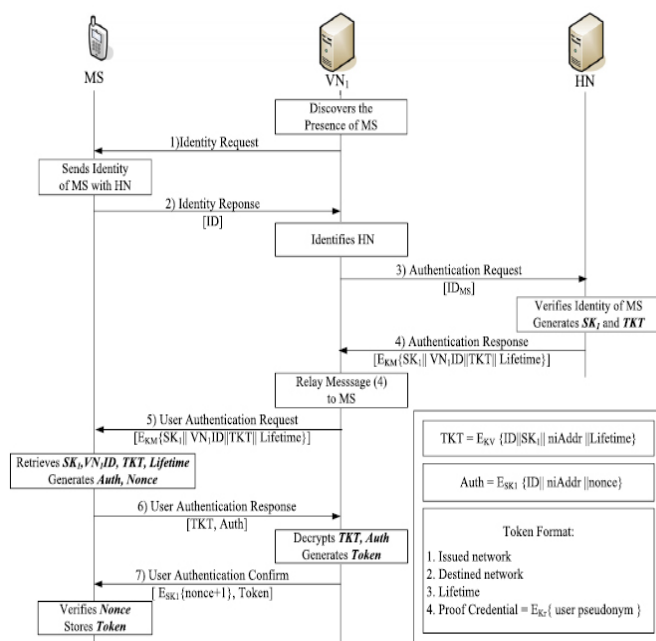 MS
VN1
HN
Discovers the
Presence of MS
1)Identity Request
Sends Identity
of MS with HN
2) Identity Reponse
[ID]
Identifies HN
3) Authentication Request
[IDMS]
Verifies Identity of MS
Generates SK1 and TKT
4) Authentication Response
[EKM{SK1|| VN1ID||TKT|| Lifetime}]
Relay Messsage (4)
to MS
5) User Authentication Request
[EKM{SK1|| VN1ID||TKT|| Lifetime}]
Retrieves SK1,VN1ID, TKT, Lifetime
Generates Auth, Nonce
6) User Authentication Response
[TKT, Auth]
Decrypts TKT, Auth
Generates Token
7) User Authentication Confirm
[ ESK1{nonce+1}, Token]
Verifies Nonce
Stores Token
TKT = EKV {ID||SK1|| niAddr ||Lifetime}
Auth = ESK1 {ID|| niAddr ||nonce}
Token Format:
1. Issued network
2. Destined network
3. Lifetime
4. Proof Credential = EKr{ user pseudonym }